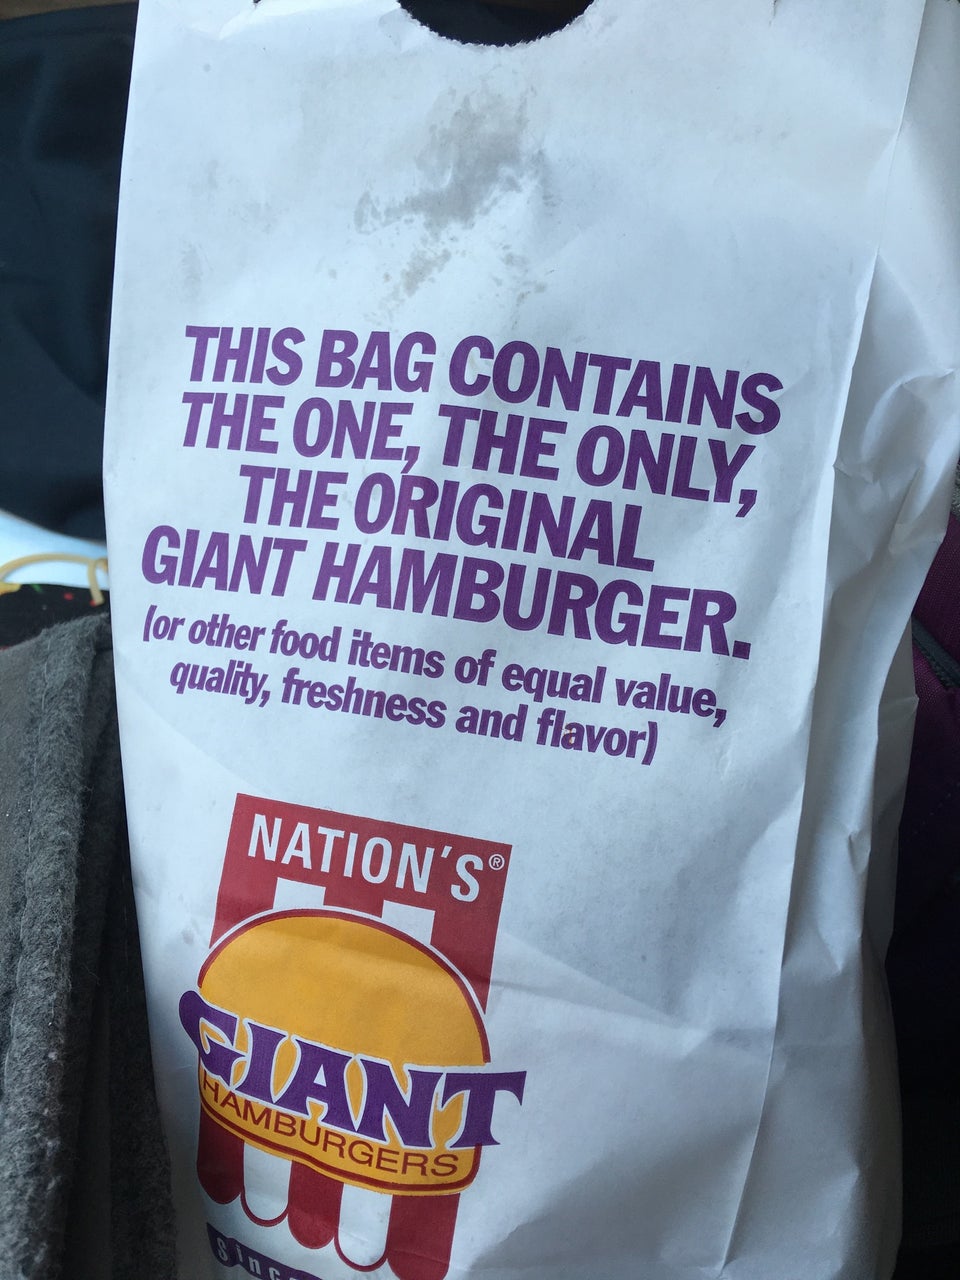 THIS BAG CONTAINS
THE ONE, THE ONLY,
THE ORIGINAL
GIANT HAMBURGER.
(or other food items of equal value,
quality, freshness and flavor)
NATION'S®
GIANT
HAMBURGERS